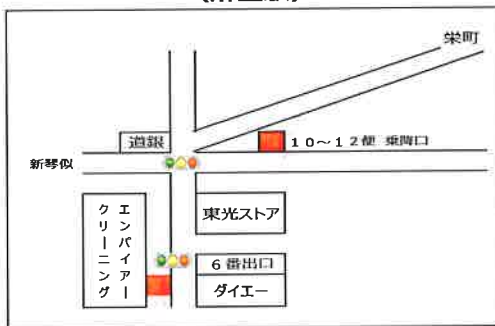 栄町
道銀
10～12便 乗降口
新琴似
エンパイアー
クリーニング
東光ストア
6番出口
ダイエー